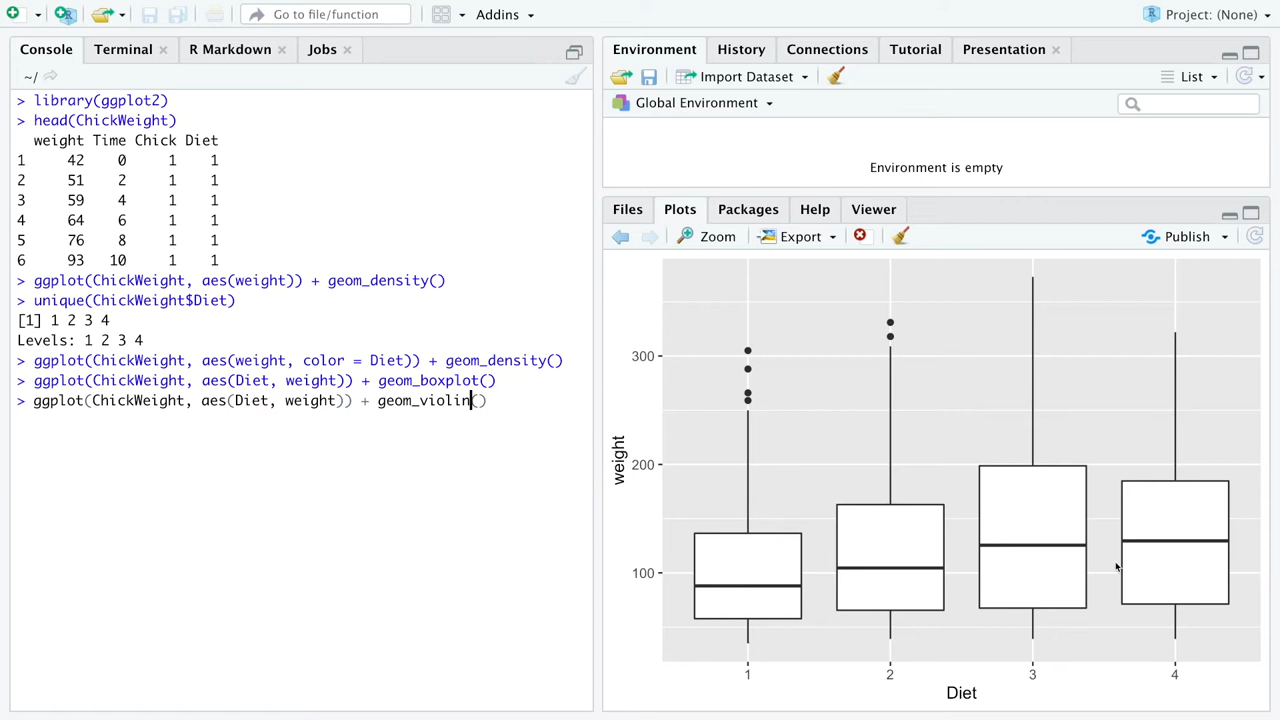 Go to file/function
Addins
Project: (None)
Console
Terminal
R Markdown
Jobs
~/
> library(ggplot2)
> head(ChickWeight)
weight Time Chick Diet
1 42 0 1 1
2 51 2 1 1
3 59 4 1 1
4 64 6 1 1
5 76 8 1 1
6 93 10 1 1
> ggplot(ChickWeight, aes(weight)) + geom_density()
> unique(ChickWeight$Diet)
[1] 1 2 3 4
Levels: 1 2 3 4
> ggplot(ChickWeight, aes(weight, color = Diet)) + geom_density()
> ggplot(ChickWeight, aes(Diet, weight)) + geom_boxplot()
> ggplot(ChickWeight, aes(Diet, weight)) + geom_violin()
Environment
History
Connections
Tutorial
Presentation
Import Dataset
List
Global Environment
Environment is empty
Files
Plots
Packages
Help
Viewer
Zoom
Export
Publish
300
200
100
weight
1
2
3
4
Diet